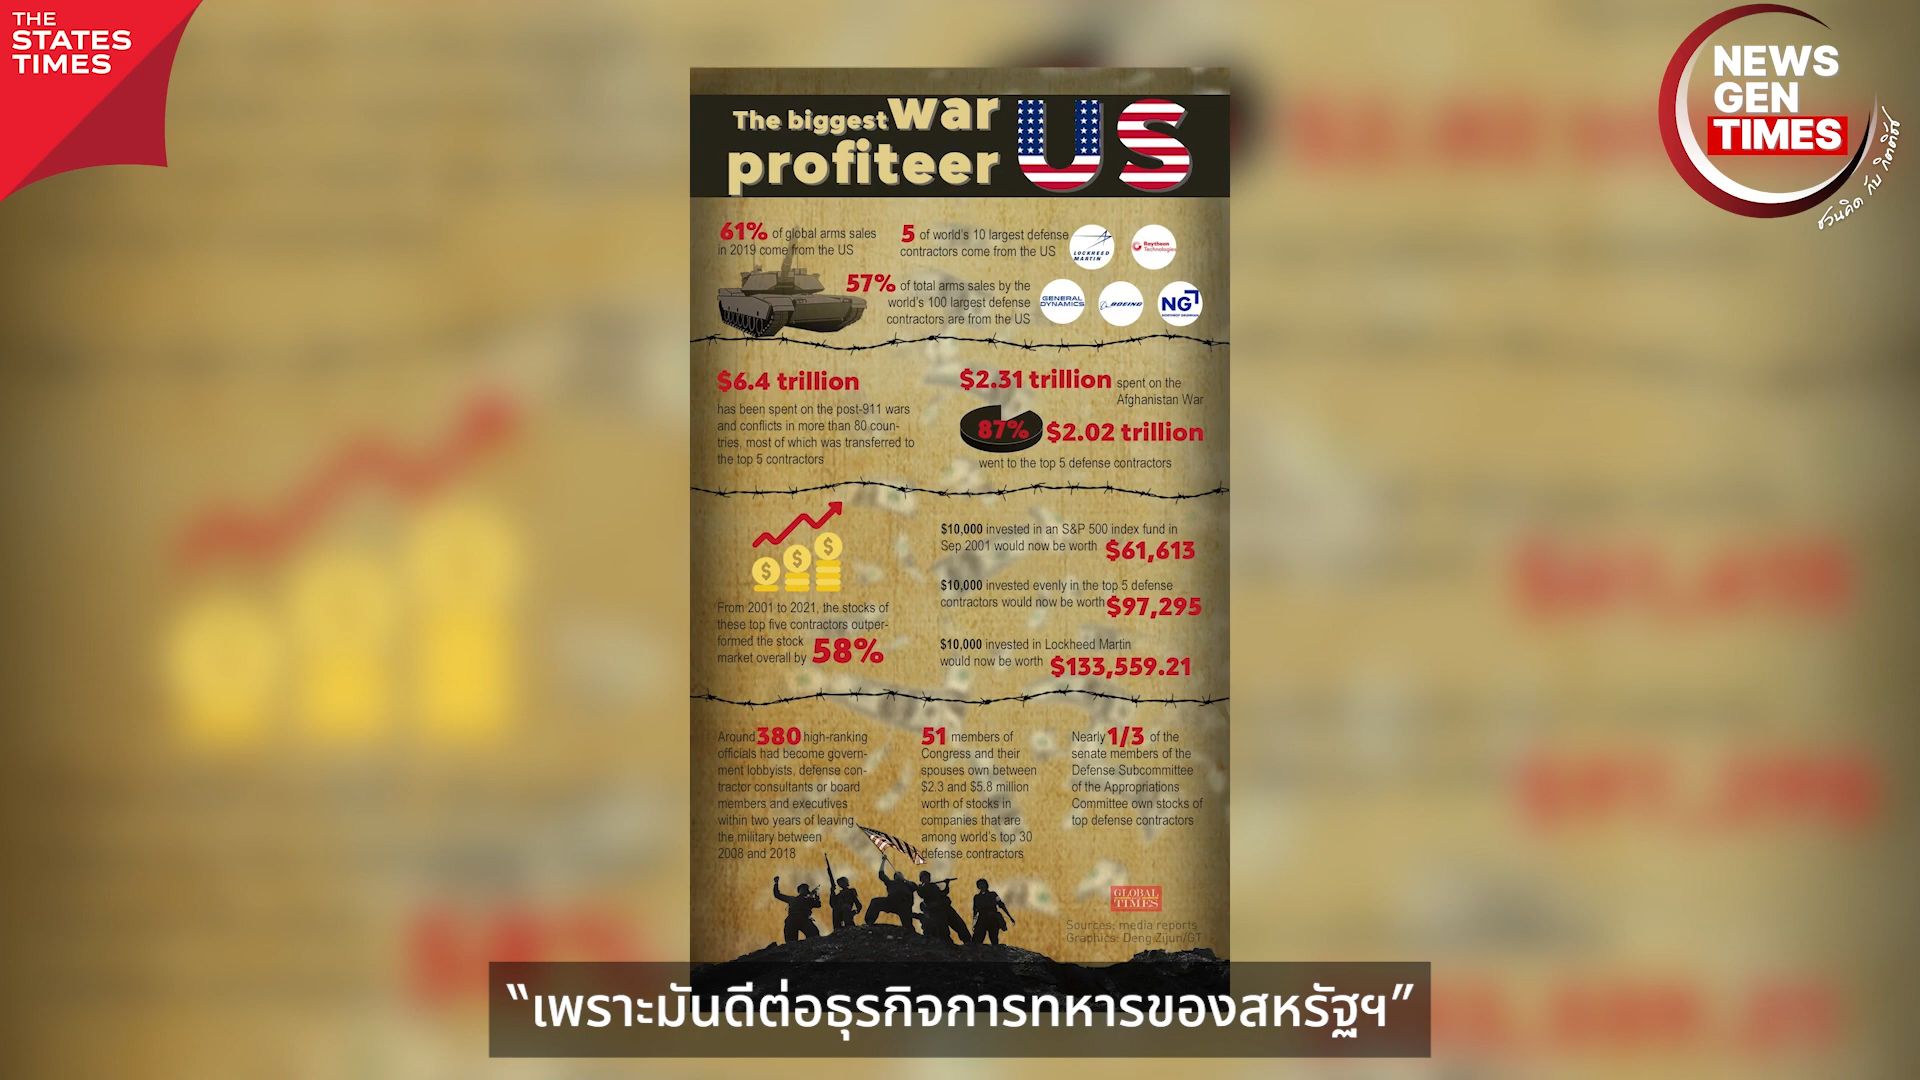 THE
STATES
TIMES
NEWS
GEN
TIMES
ชวนคิด กับ กิตติธัช
The biggest war
profiteer US
61% of global arms sales
in 2019 come from the US
5 of world's 10 largest defense
contractors come from the US
LOCKHEED
MARTIN
Raytheon
Technologies
57% of total arms sales by the
world's 100 largest defense
contractors are from the US
GENERAL
DYNAMICS
BOEING
NG
NORTHROP GRUMMAN
$6.4 trillion
has been spent on the post-911 wars
and conflicts in more than 80 coun-
tries, most of which was transferred to
the top 5 contractors
$2.31 trillion spent on the
Afghanistan War
87% $2.02 trillion
went to the top 5 defense contractors
From 2001 to 2021, the stocks of
these top five contractors outper-
formed the stock
market overall by 58%
$10,000 invested in an S&P 500 index fund in
Sep 2001 would now be worth $61,613
$10,000 invested evenly in the top 5 defense
contractors would now be worth $97,295
$10,000 invested in Lockheed Martin
would now be worth $133,559.21
Around 380 high-ranking
officials had become govern-
ment lobbyists, defense con-
tractor consultants or board
members and executives
within two years of leaving
the military between
2008 and 2018
51 members of
Congress and their
spouses own between
$2.3 and $5.8 million
worth of stocks in
companies that are
among world's top 30
defense contractors
Nearly 1/3 of the
senate members of the
Defense Subcommittee
of the Appropriations
Committee own stocks of
top defense contractors
GLOBAL
TIMES
Sources: media reports
Graphics: Deng Zijun/GT
“เพราะมันดีต่อธุรกิจการทหารของสหรัฐฯ”